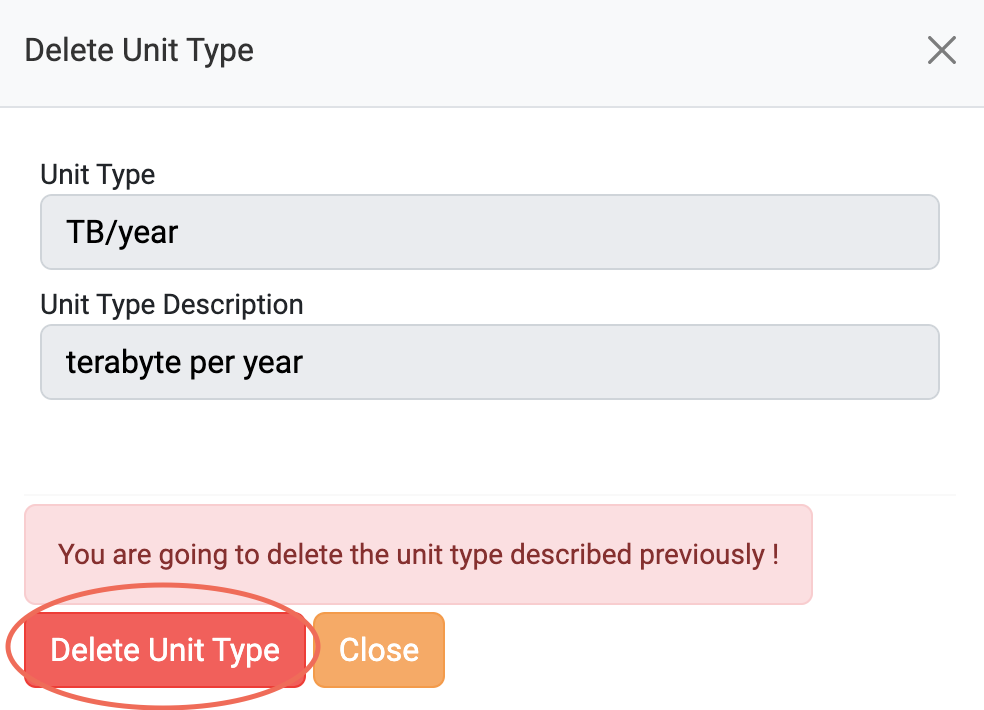 Delete Unit Type
Unit Type
TB/year
Unit Type Description
terabyte per year
You are going to delete the unit type described previously !
Delete Unit Type
Close